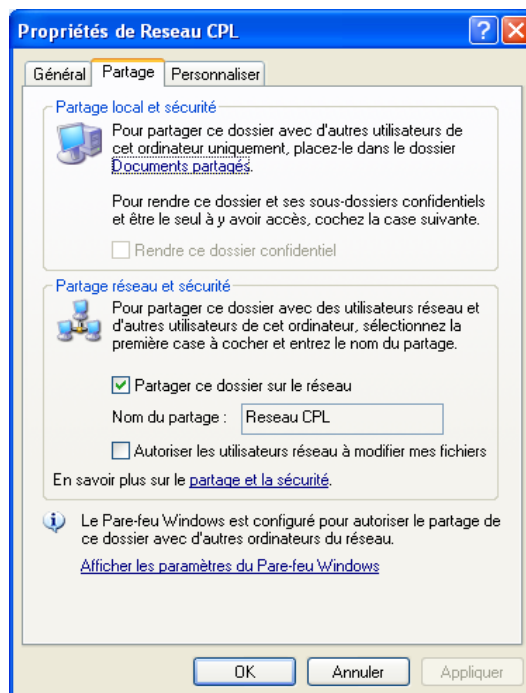 Propriétés de Reseau CPL
Général
Partage
Personnaliser
Partage local et sécurité
Pour partager ce dossier avec d'autres utilisateurs de
cet ordinateur uniquement, placez-le dans le dossier
Documents partagés.
Pour rendre ce dossier et ses sous-dossiers confidentiels
et être le seul à y avoir accès, cochez la case suivante.
Rendre ce dossier confidentiel
Partage réseau et sécurité
Pour partager ce dossier avec des utilisateurs réseau et
d'autres utilisateurs de cet ordinateur, sélectionnez la
première case à cocher et entrez le nom du partage.
Partager ce dossier sur le réseau
Nom du partage : Reseau CPL
Autoriser les utilisateurs réseau à modifier mes fichiers
En savoir plus sur le partage et la sécurité.
Le Pare-feu Windows est configuré pour autoriser le partage de
ce dossier avec d'autres ordinateurs du réseau.
Afficher les paramètres du Pare-feu Windows
OK
Annuler
Appliquer